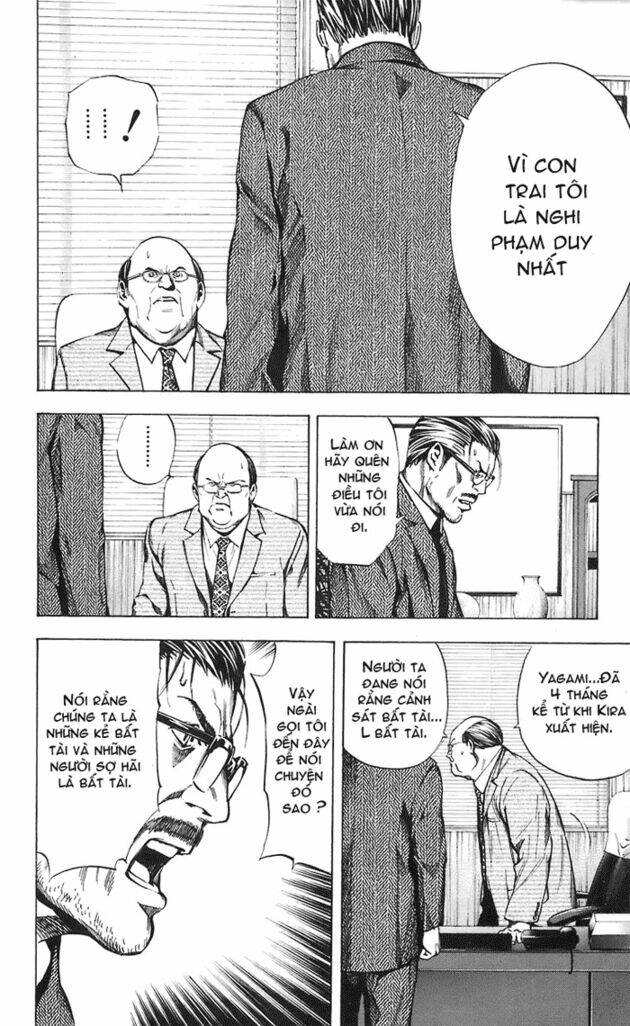 VÌ CON
TRAI TÔI
LÀ NGHI
PHẠM DUY
NHẤT
......!
LÀM ƠN
HÃY QUÊN
NHỮNG
ĐIỀU TÔI
VỪA NÓI
ĐI.
......
YAGAMI...ĐÃ
4 THÁNG
KỂ TỪ KHI KIRA
XUẤT HIỆN.
NGƯỜI TA
ĐANG NÓI
RẰNG CẢNH
SÁT BẤT TÀI...
L BẤT TÀI.
VẬY
NGÀI
GỌI TÔI
ĐẾN ĐÂY
ĐỂ NÓI
CHUYỆN
ĐÓ
SAO ?
NÓI RẰNG
CHÚNG TA LÀ
NHỮNG KẺ BẤT
TÀI VÀ NHỮNG
NGƯỜI SỢ HÃI
LÀ BẤT TÀI.